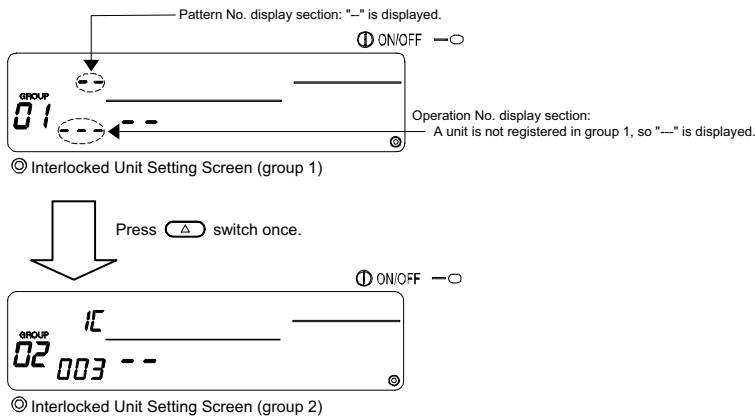 Pattern No. display section: "--" is displayed.
ON/OFF
--
GROUP
01
--- --
Operation No. display section:
A unit is not registered in group 1, so "---" is displayed.
◎ Interlocked Unit Setting Screen (group 1)
Press △ switch once.
ON/OFF
IC
GROUP
02
003 --
◎ Interlocked Unit Setting Screen (group 2)